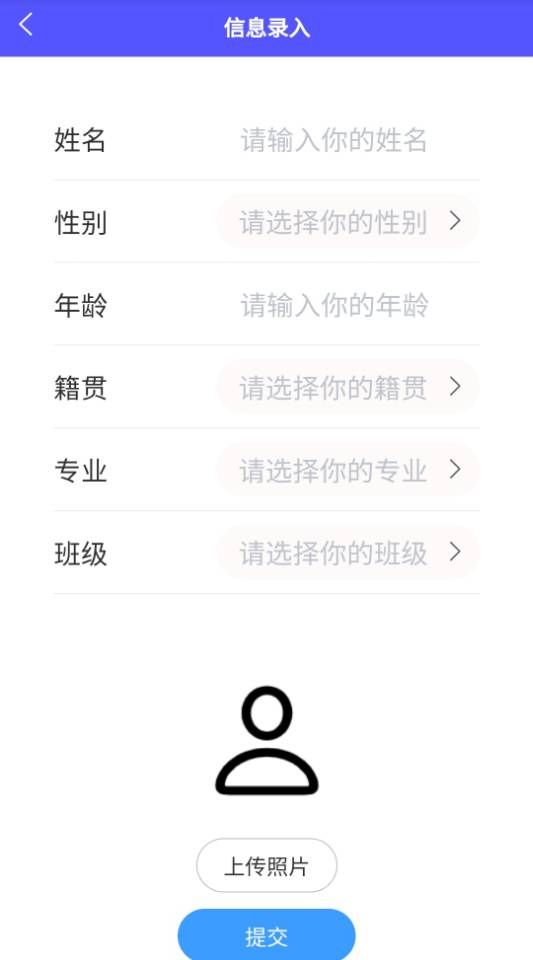 信息录入
姓名 请输入你的姓名
性别 请选择你的性别
年龄 请输入你的年龄
籍贯 请选择你的籍贯
专业 请选择你的专业
班级 请选择你的班级
上传照片
提交